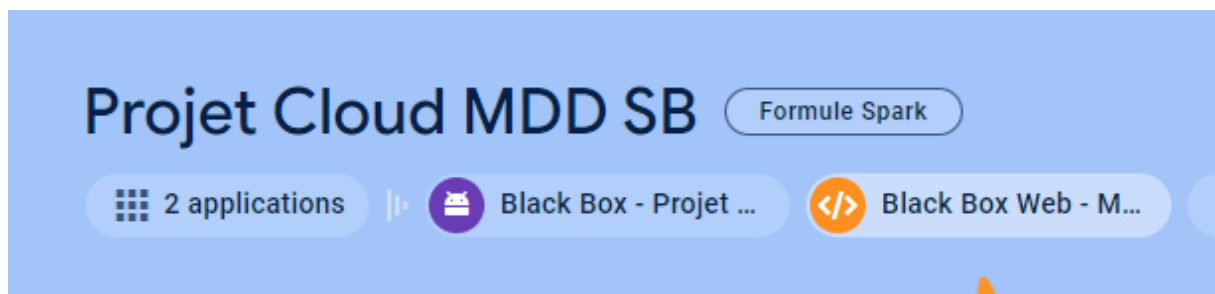 Projet Cloud MDD SB Formule Spark
2 applications Black Box - Projet ... Black Box Web - M...